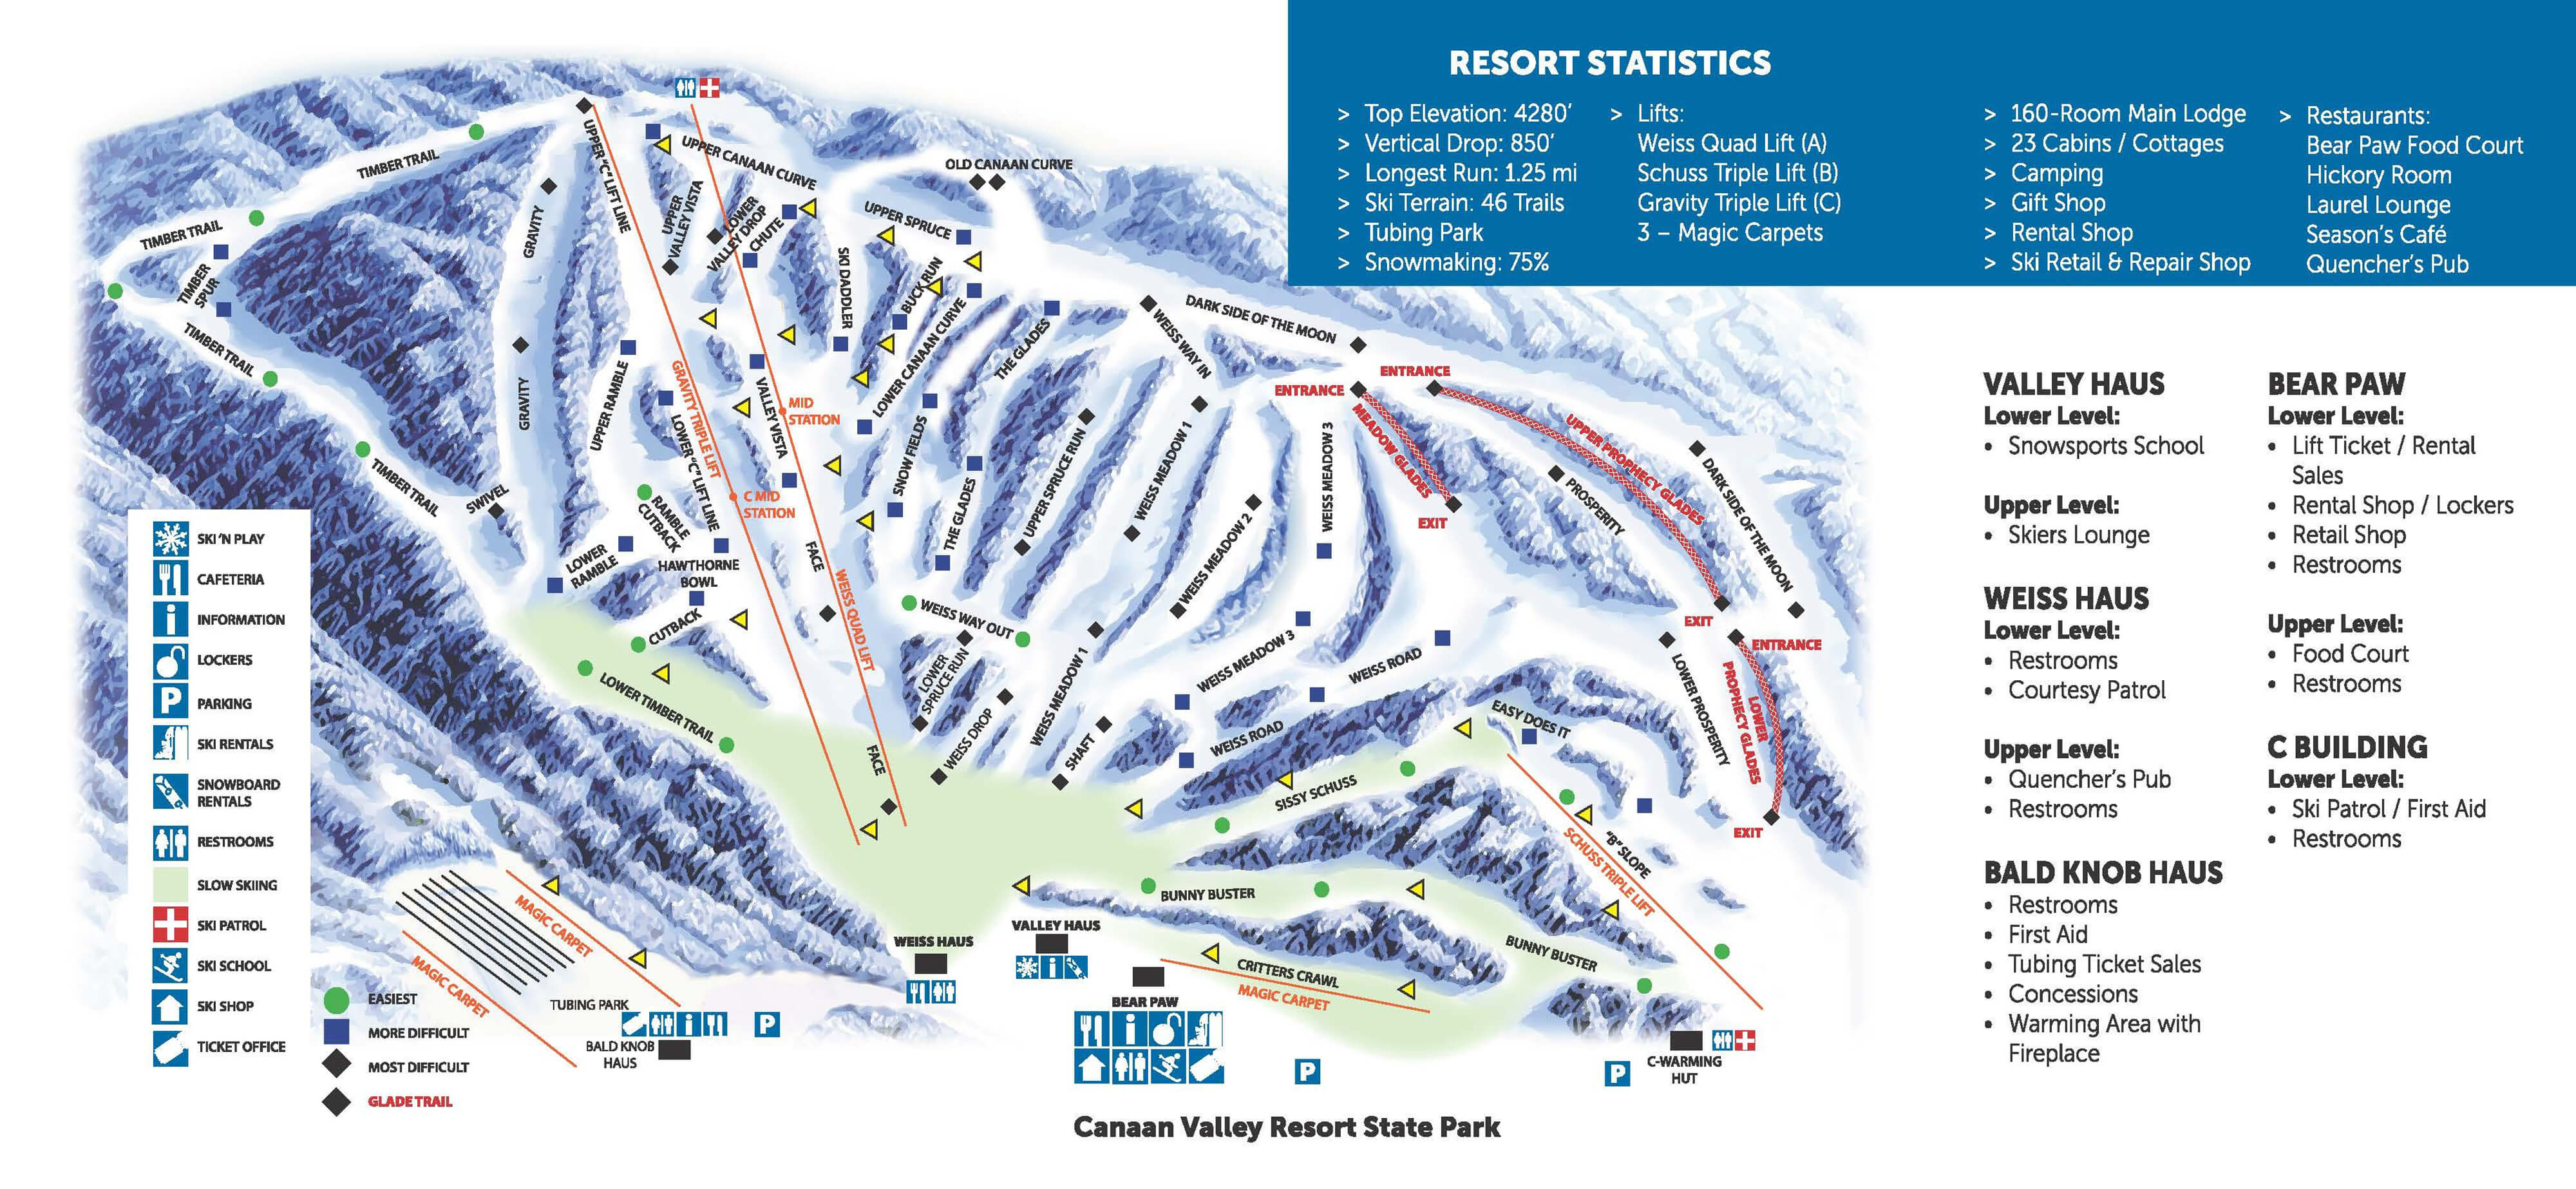 RESORT STATISTICS
> Top Elevation: 4280'
> Vertical Drop: 850'
> Longest Run: 1.25 mi
> Ski Terrain: 46 Trails
> Tubing Park
> Snowmaking: 75%
> Lifts:
Weiss Quad Lift (A)
Schuss Triple Lift (B)
Gravity Triple Lift (C)
3 – Magic Carpets
> 160-Room Main Lodge
> 23 Cabins / Cottages
> Camping
> Gift Shop
> Rental Shop
> Ski Retail & Repair Shop
> Restaurants:
Bear Paw Food Court
Hickory Room
Laurel Lounge
Season's Café
Quencher's Pub
TIMBER TRAIL
TIMBER TRAIL
TIMBER
SPUR
TIMBER TRAIL
TIMBER TRAIL
GRAVITY
GRAVITY
SWIVEL
UPPER "C" LIFT LINE
UPPER
VALLEY VISTA
LOWER
VALLEY DROP
CHUTE
UPPER CANAAN CURVE
OLD CANAAN CURVE
UPPER SPRUCE
SKI DADDLER
BUCK RUN
LOWER CANAAN CURVE
THE GLADES
WEISS WAY IN
DARK SIDE OF THE MOON
ENTRANCE
ENTRANCE
UPPER RAMBLE
GRAVITY TRIPLE LIFT
LOWER "C" LIFT LINE
VALLEY VISTA
MID
STATION
C MID
STATION
SNOW FIELDS
THE GLADES
UPPER SPRUCE RUN
WEISS MEADOW 1
WEISS MEADOW 2
WEISS MEADOW 3
MEADOW GLADES
EXIT
UPPER PROPHECY GLADES
PROSPERITY
DARK SIDE OF THE MOON
RAMBLE
CUTBACK
LOWER
RAMBLE
HAWTHORNE
BOWL
CUTBACK
FACE
WEISS QUAD LIFT
WEISS WAY OUT
LOWER
SPRUCE RUN
WEISS DROP
WEISS MEADOW 1
SHAFT
WEISS MEADOW 3
WEISS ROAD
WEISS ROAD
EXIT
ENTRANCE
LOWER PROSPERITY
LOWER
PROPHECY GLADES
EXIT
LOWER TIMBER TRAIL
FACE
EASY DOES IT
SISSY SCHUSS
"B" SLOPE
SCHUSS TRIPLE LIFT
BUNNY BUSTER
BUNNY BUSTER
CRITTERS CRAWL
MAGIC CARPET
MAGIC CARPET
MAGIC CARPET
TUBING PARK
BALD KNOB
HAUS
P
WEISS HAUS
VALLEY HAUS
BEAR PAW
P
P
C-WARMING
HUT
SKI 'N PLAY
CAFETERIA
INFORMATION
LOCKERS
P PARKING
SKI RENTALS
SNOWBOARD
RENTALS
RESTROOMS
SLOW SKIING
SKI PATROL
SKI SCHOOL
SKI SHOP
TICKET OFFICE
EASIEST
MORE DIFFICULT
MOST DIFFICULT
GLADE TRAIL
Canaan Valley Resort State Park
VALLEY HAUS
Lower Level:
• Snowsports School
Upper Level:
• Skiers Lounge
WEISS HAUS
Lower Level:
• Restrooms
• Courtesy Patrol
Upper Level:
• Quencher's Pub
• Restrooms
BALD KNOB HAUS
• Restrooms
• First Aid
• Tubing Ticket Sales
• Concessions
• Warming Area with
Fireplace
BEAR PAW
Lower Level:
• Lift Ticket / Rental
Sales
• Rental Shop / Lockers
• Retail Shop
• Restrooms
Upper Level:
• Food Court
• Restrooms
C BUILDING
Lower Level:
• Ski Patrol / First Aid
• Restrooms